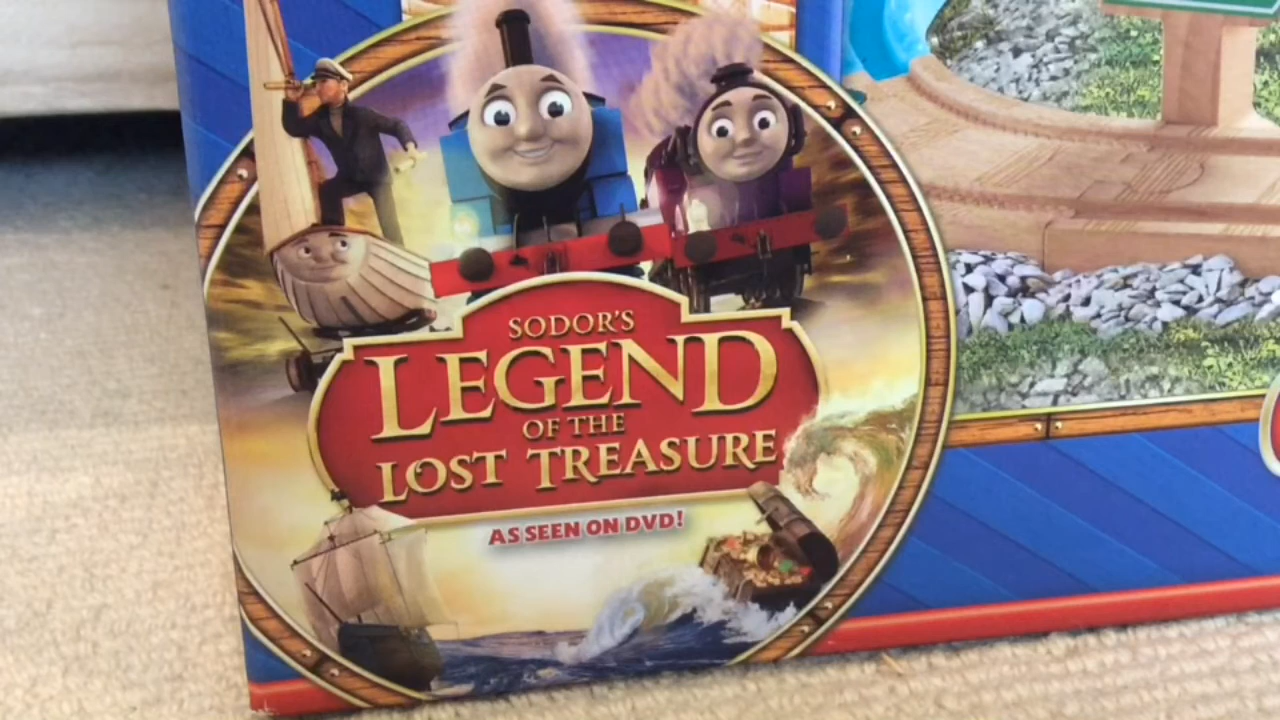 SODOR'S
LEGEND
OF THE
LOST TREASURE
AS SEEN ON DVD!